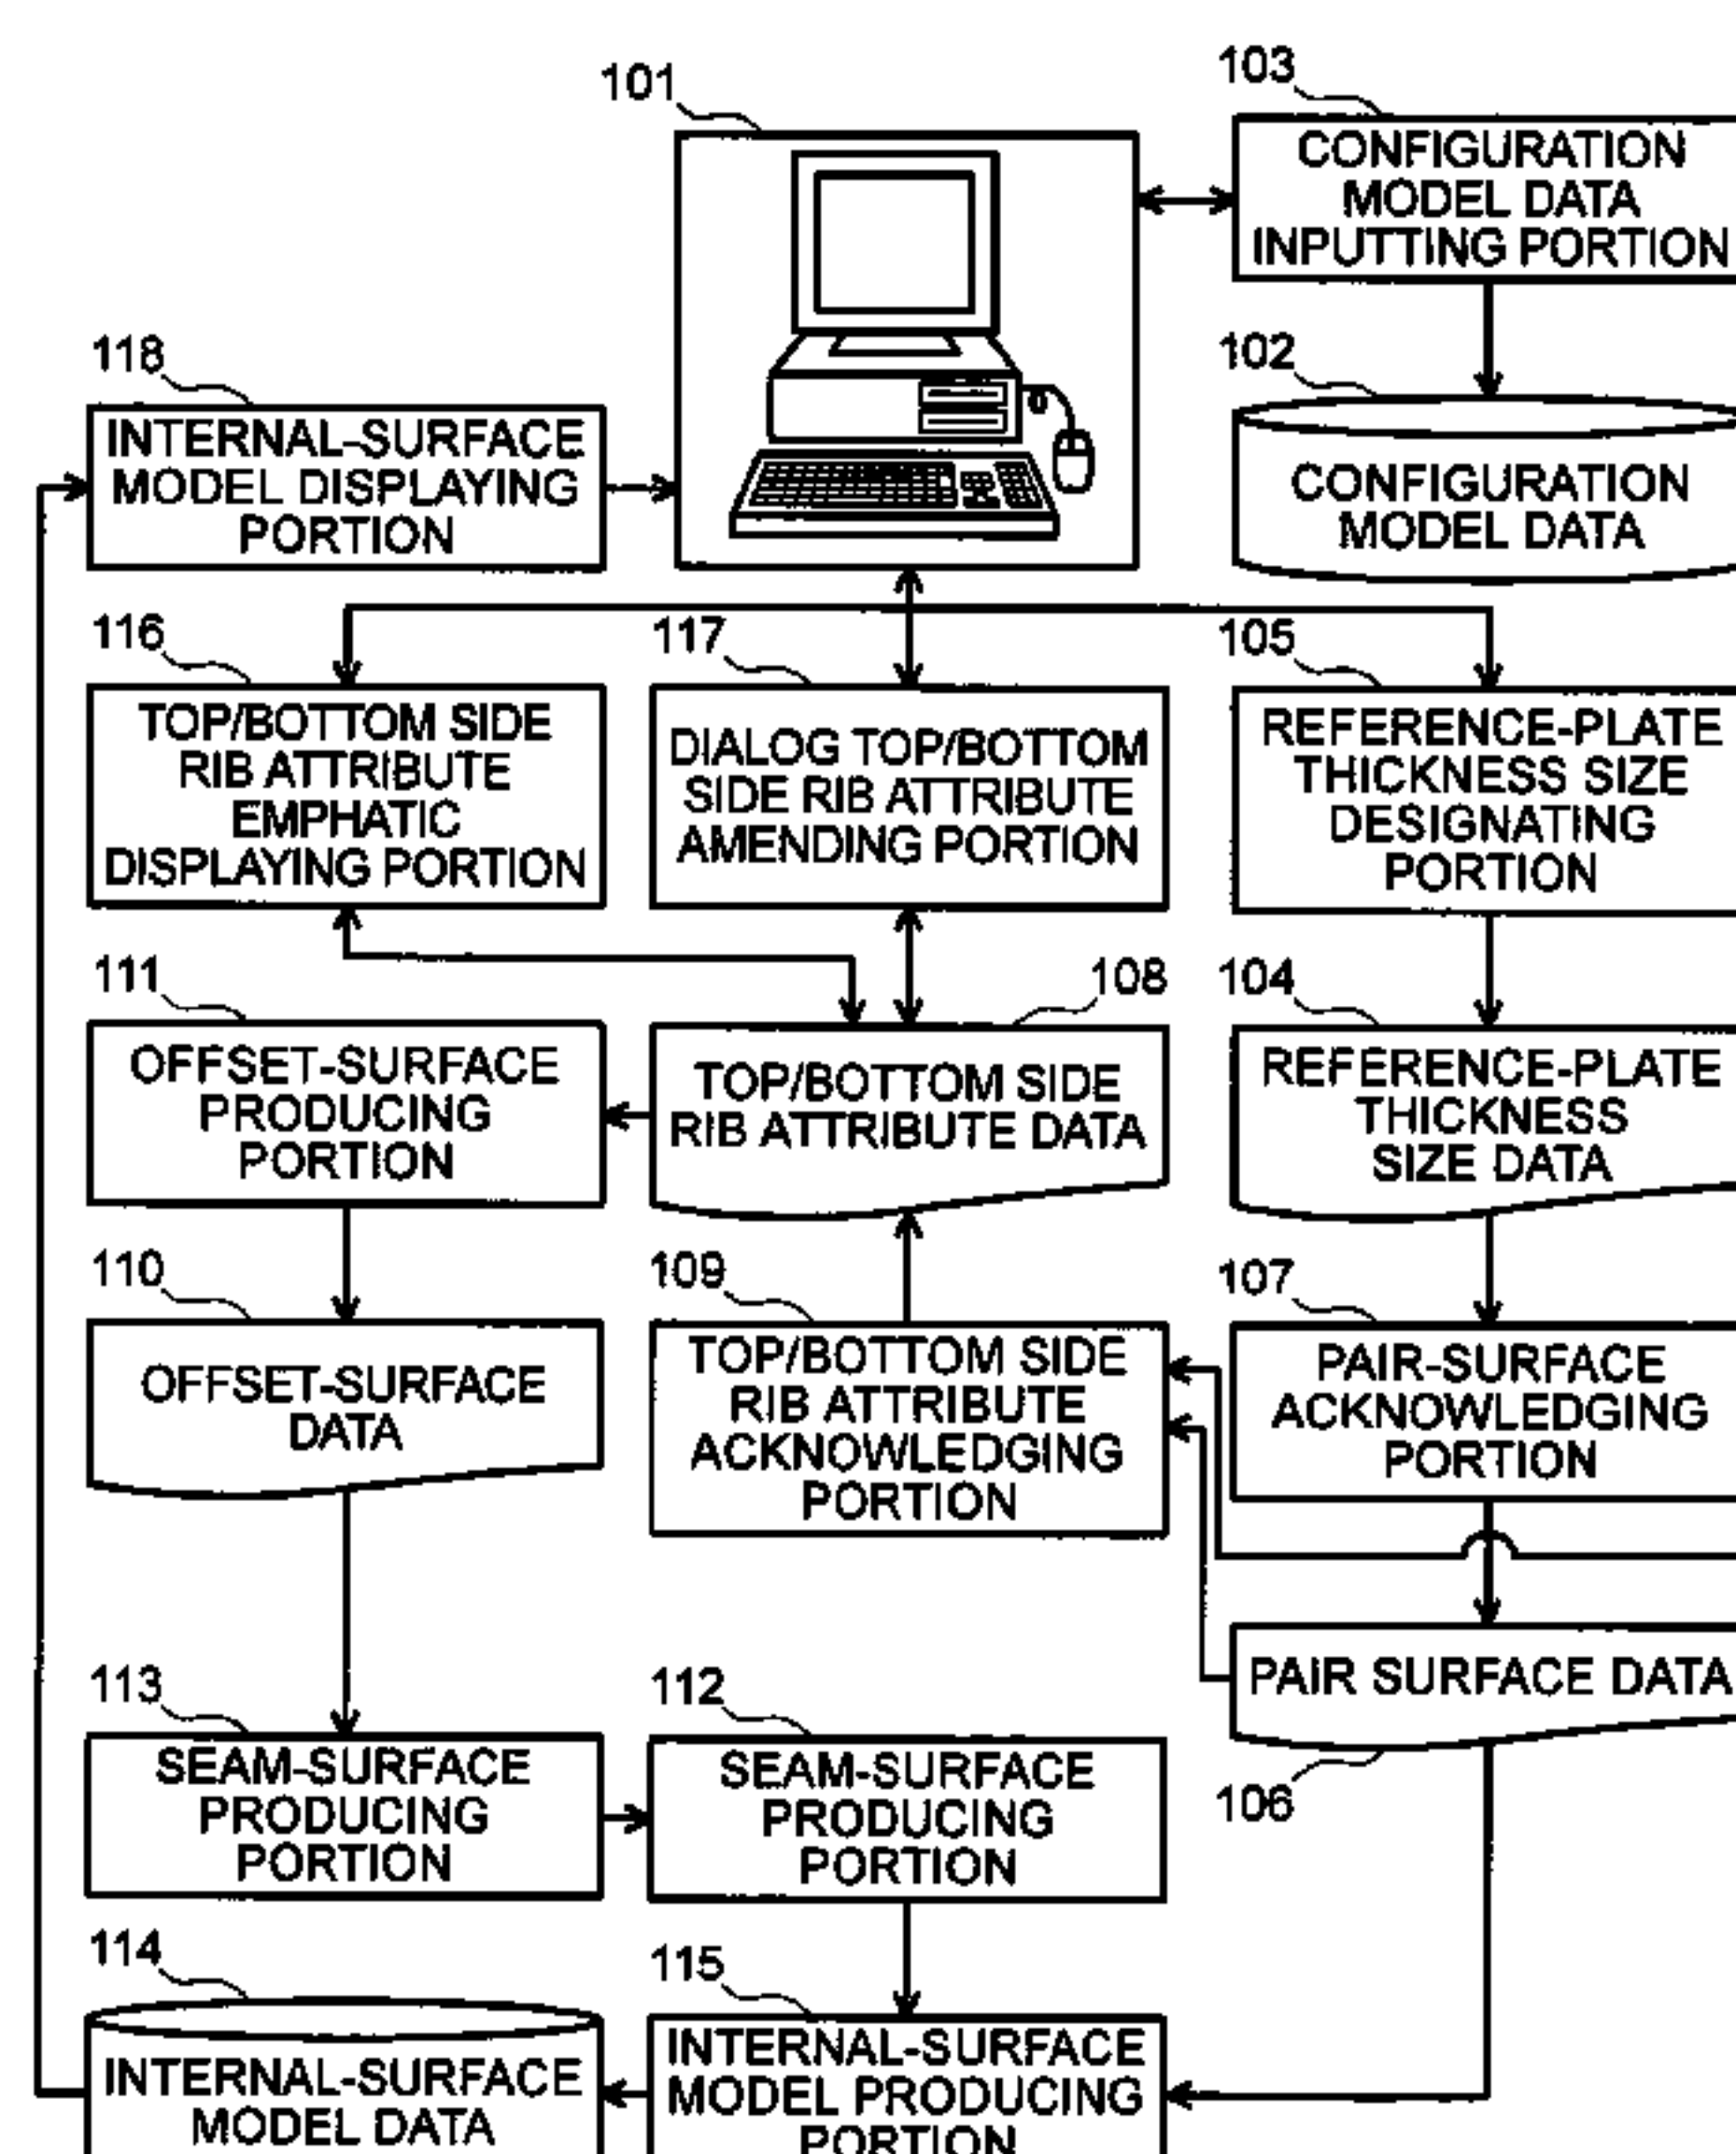 101
103
CONFIGURATION
MODEL DATA
INPUTTING PORTION
118
INTERNAL-SURFACE
MODEL DISPLAYING
PORTION
102
CONFIGURATION
MODEL DATA
116
TOP/BOTTOM SIDE
RIB ATTRIBUTE
EMPHATIC
DISPLAYING PORTION
117
DIALOG TOP/BOTTOM
SIDE RIB ATTRIBUTE
AMENDING PORTION
105
REFERENCE-PLATE
THICKNESS SIZE
DESIGNATING
PORTION
111
OFFSET-SURFACE
PRODUCING
PORTION
108
TOP/BOTTOM SIDE
RIB ATTRIBUTE DATA
104
REFERENCE-PLATE
THICKNESS
SIZE DATA
110
OFFSET-SURFACE
DATA
109
TOP/BOTTOM SIDE
RIB ATTRIBUTE
ACKNOWLEDGING
PORTION
107
PAIR-SURFACE
ACKNOWLEDGING
PORTION
PAIR SURFACE DATA
106
113
SEAM-SURFACE
PRODUCING
PORTION
112
SEAM-SURFACE
PRODUCING
PORTION
114
INTERNAL-SURFACE
MODEL DATA
115
INTERNAL-SURFACE
MODEL PRODUCING
PORTION